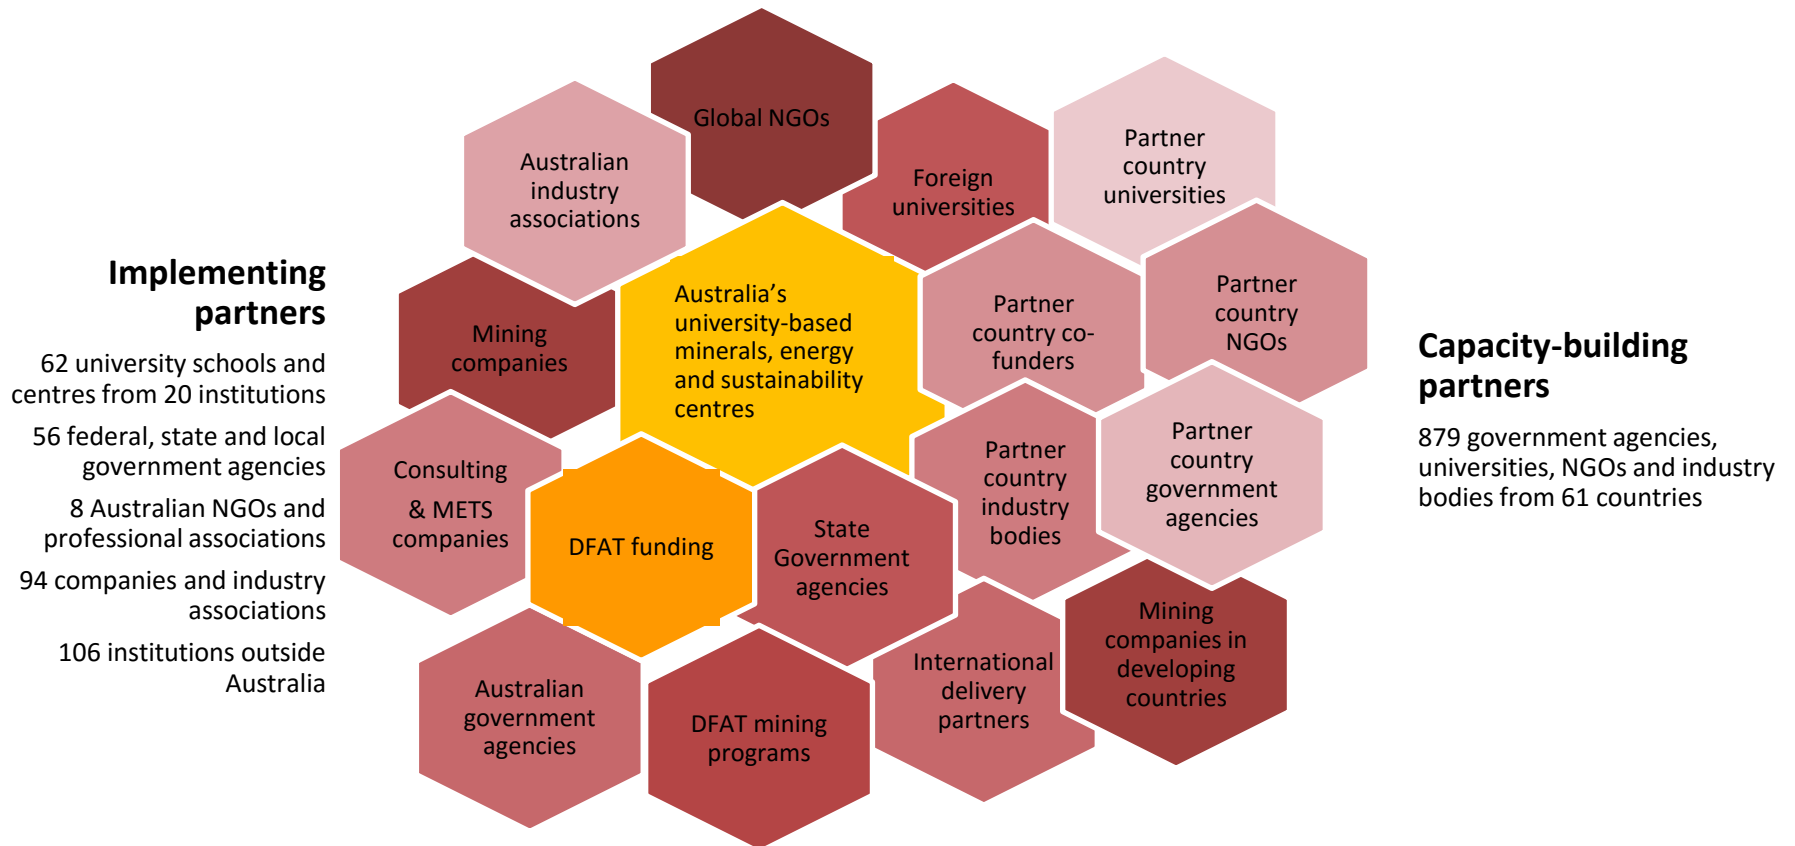 Implementing
partners
62 university schools and
centres from 20 institutions
56 federal, state and local
government agencies
8 Australian NGOs and
professional associations
94 companies and industry
associations
106 institutions outside
Australia
Global NGOs
Australian
industry
associations
Foreign
universities
Partner
country
universities
Mining
companies
Australia’s
university-based
minerals, energy
and sustainability
centres
Partner
country co-
funders
Partner
country
NGOs
Consulting
& METS
companies
DFAT funding
State
Government
agencies
Partner
country
industry
bodies
Partner
country
government
agencies
Australian
government
agencies
DFAT mining
programs
International
delivery
partners
Mining
companies in
developing
countries
Capacity-building
partners
879 government agencies,
universities, NGOs and industry
bodies from 61 countries